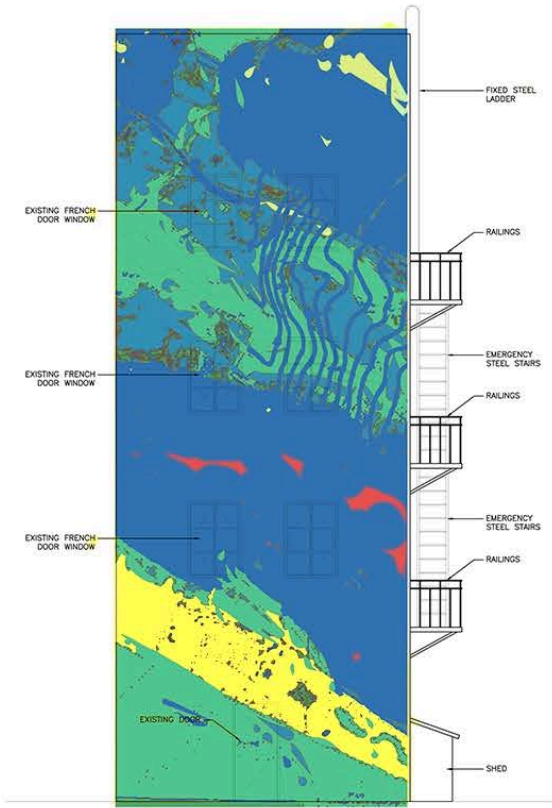 FIXED STEEL
LADDER
EXISTING FRENCH
DOOR WINDOW
RAILINGS
EMERGENCY
STEEL STAIRS
EXISTING FRENCH
DOOR WINDOW
RAILINGS
EMERGENCY
STEEL STAIRS
EXISTING FRENCH
DOOR WINDOW
RAILINGS
EXISTING DOOR
SHED